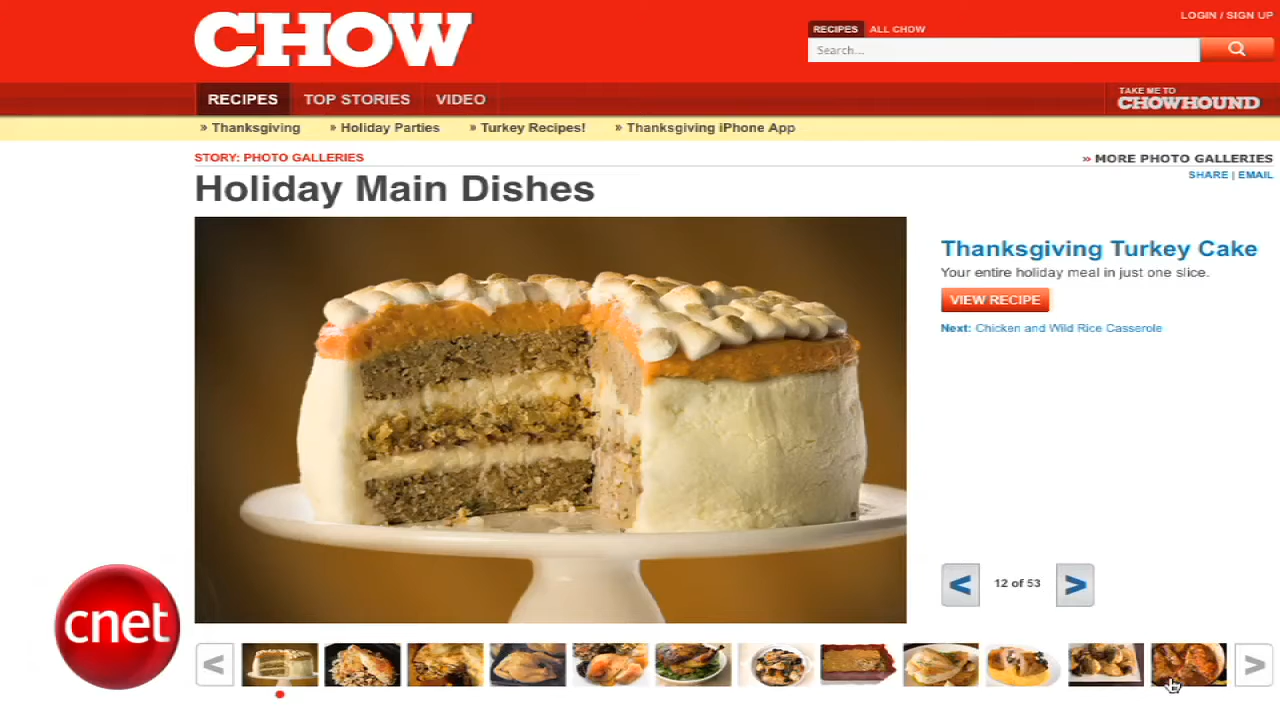 LOGIN / SIGN UP
CHOW
RECIPES ALL CHOW
Search...
RECIPES TOP STORIES VIDEO
TAKE ME TO
CHOWHOUND
» Thanksgiving » Holiday Parties » Turkey Recipes! » Thanksgiving iPhone App
STORY: PHOTO GALLERIES
» MORE PHOTO GALLERIES
SHARE | EMAIL
Holiday Main Dishes
Thanksgiving Turkey Cake
Your entire holiday meal in just one slice.
VIEW RECIPE
Next: Chicken and Wild Rice Casserole
< 12 of 53 >
cnet
< >